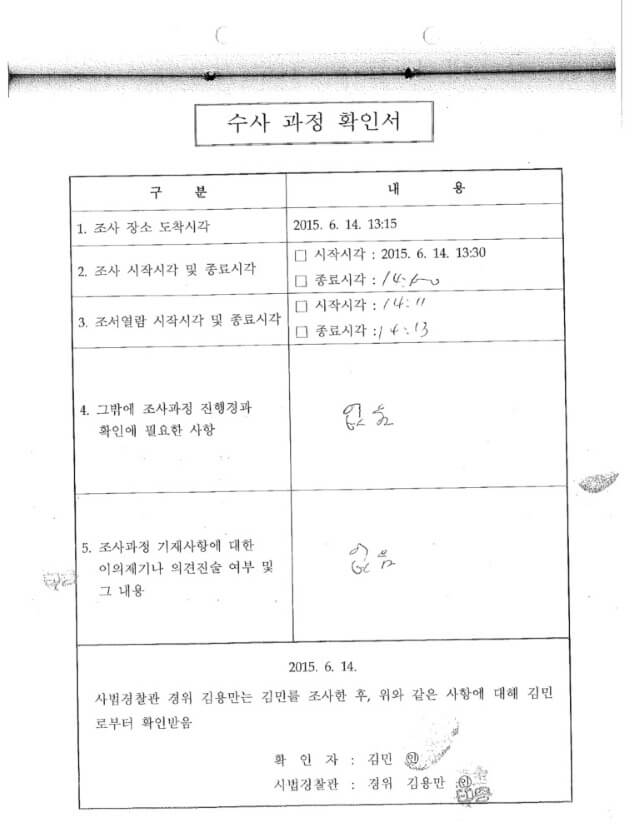 수사 과정 확인서
구 분
내 용
1. 조사 장소 도착시각
2015. 6. 14. 13:15
2. 조사 시작시각 및 종료시각
□ 시작시각 : 2015. 6. 14. 13:30
□ 종료시각 :
3. 조서열람 시작시각 및 종료시각
□ 시작시각 : 14:11
□ 종료시각 : 14:13
4. 그밖에 조사과정 진행경과
확인에 필요한 사항
없음
5. 조사과정 기재사항에 대한
이의제기나 의견진술 여부 및
그 내용
없음
2015. 6. 14.
사법경찰관 경위 김용만는 김민를 조사한 후, 위와 같은 사항에 대해 김민
로부터 확인받음
확 인 자 : 김민 ㊞
시법경찰관 : 경위 김용만 ㊞